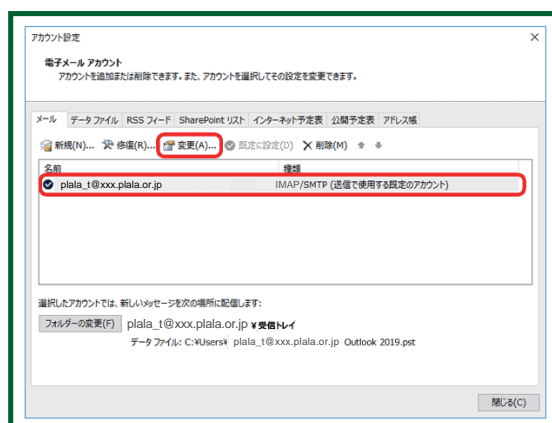 アカウント設定
電子メール アカウント
アカウントを追加または削除できます。また、アカウントを選択してその設定を変更できます。
メール データ ファイル RSS フィード SharePoint リスト インターネット予定表 公開予定表 アドレス帳
新規(N)... 修復(R)... 変更(A)... 既定に設定(D) 削除(M)
名前 種類
plala_t@xxx.plala.or.jp IMAP/SMTP (送信で使用する既定のアカウント)
選択したアカウントでは、新しいメッセージを次の場所に配信します:
フォルダーの変更(F) plala_t@xxx.plala.or.jp ¥受信トレイ
データ ファイル: C:¥Users¥ plala_t@xxx.plala.or.jp Outlook 2019.pst
閉じる(C)